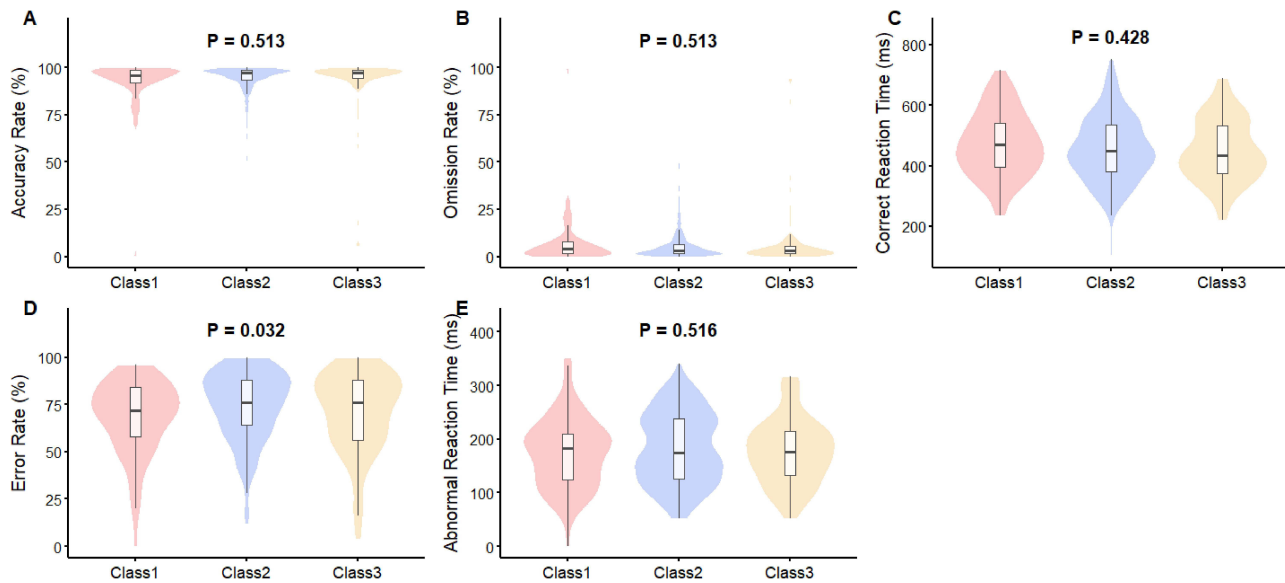 A
P = 0.513
Accuracy Rate (%)
100
75
50
25
0
Class1 Class2 Class3
B
P = 0.513
Omission Rate (%)
100
75
50
25
0
Class1 Class2 Class3
C
P = 0.428
Correct Reaction Time (ms)
800
600
400
200
Class1 Class2 Class3
D
P = 0.032
Error Rate (%)
100
75
50
25
0
Class1 Class2 Class3
E
P = 0.516
Abnormal Reaction Time (ms)
400
300
200
100
0
Class1 Class2 Class3